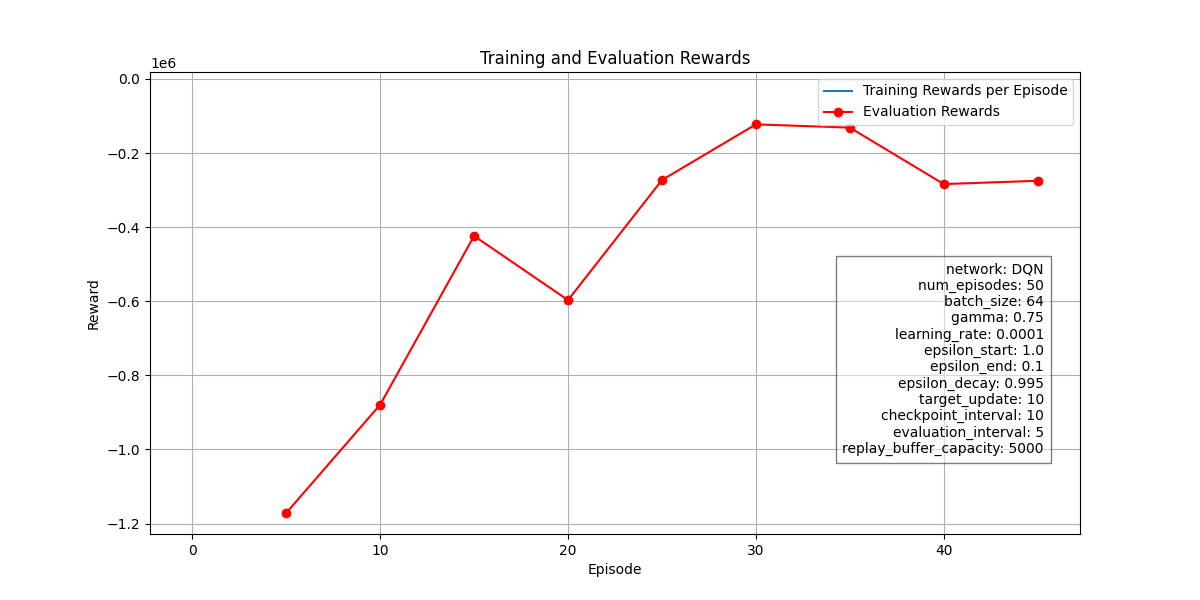 Training and Evaluation Rewards
1e6
0.0
−0.2
−0.4
−0.6
−0.8
−1.0
−1.2
Reward
Training Rewards per Episode
Evaluation Rewards
network: DQN
num_episodes: 50
batch_size: 64
gamma: 0.75
learning_rate: 0.0001
epsilon_start: 1.0
epsilon_end: 0.1
epsilon_decay: 0.995
target_update: 10
checkpoint_interval: 10
evaluation_interval: 5
replay_buffer_capacity: 5000
0 10 20 30 40
Episode